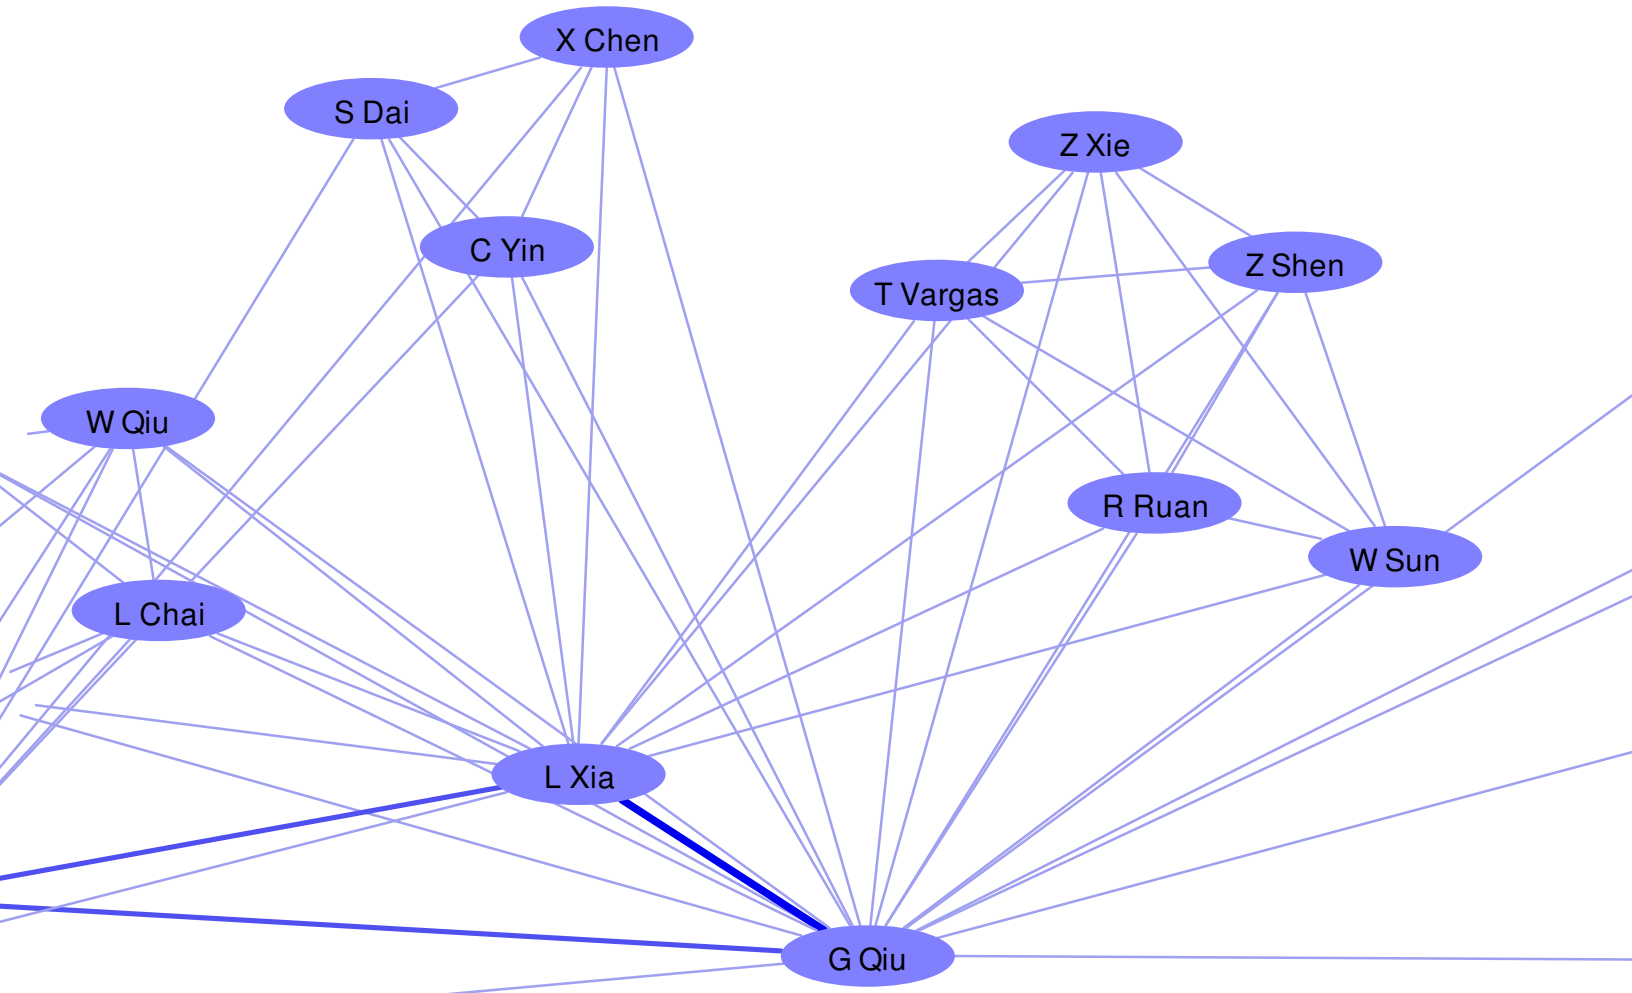 X Chen
S Dai
Z Xie
C Yin
Z Shen
T Vargas
W Qiu
R Ruan
W Sun
L Chai
L Xia
G Qiu